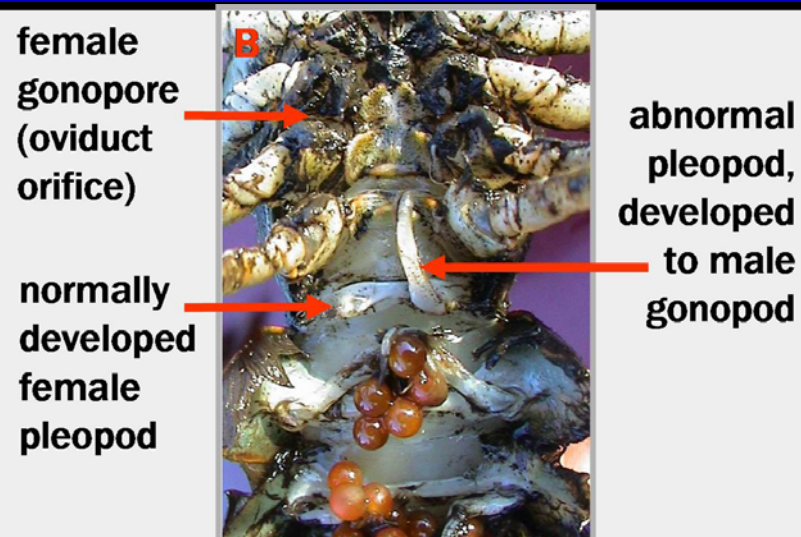 female
gonopore
(oviduct
orifice)
normally
developed
female
pleopod
B
abnormal
pleopod,
developed
to male
gonopod